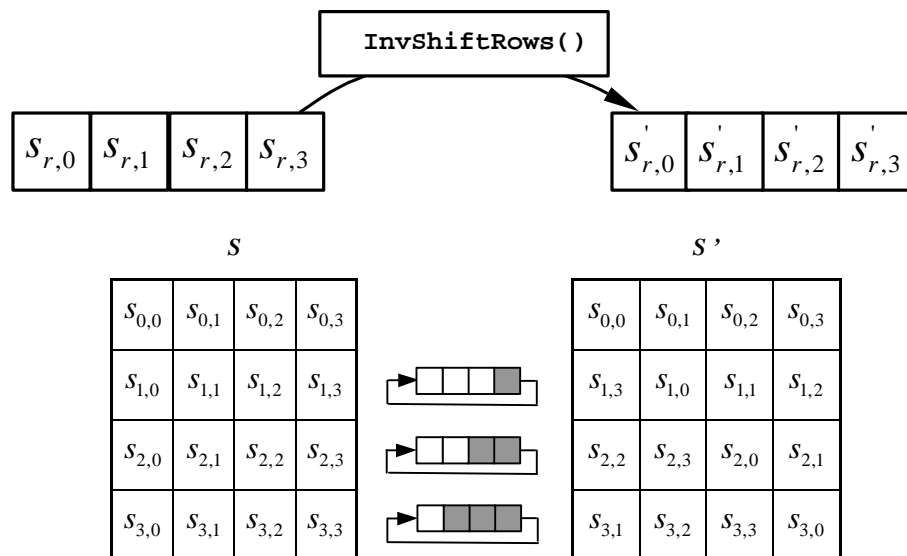 InvShiftRows()
s_{r,0} s_{r,1} s_{r,2} s_{r,3} s'_{r,0} s'_{r,1} s'_{r,2} s'_{r,3}
S S'
s_{0,0} s_{0,1} s_{0,2} s_{0,3} s_{0,0} s_{0,1} s_{0,2} s_{0,3}
s_{1,0} s_{1,1} s_{1,2} s_{1,3} s_{1,3} s_{1,0} s_{1,1} s_{1,2}
s_{2,0} s_{2,1} s_{2,2} s_{2,3} s_{2,2} s_{2,3} s_{2,0} s_{2,1}
s_{3,0} s_{3,1} s_{3,2} s_{3,3} s_{3,1} s_{3,2} s_{3,3} s_{3,0}